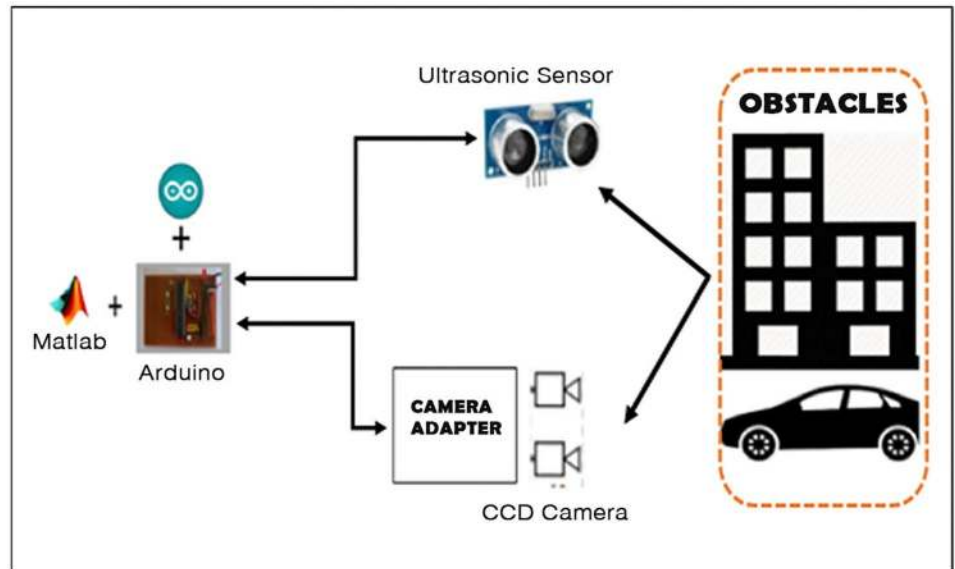 Ultrasonic Sensor
OBSTACLES
+
Matlab
+
Arduino
CAMERA
ADAPTER
CCD Camera